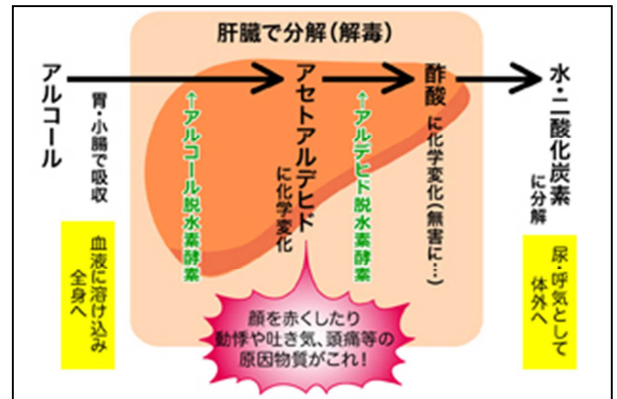 肝臓で分解(解毒)
アルコール
胃・小腸で吸収
血液に溶け込み
全身へ
↑アルコール脱水素酵素
アセトアルデヒド
に化学変化
↑アルデヒド脱水素酵素
酢酸
に化学変化(無害に…)
水・二酸化炭素
に分解
尿・呼気として
体外へ
顔を赤くしたり
動悸や吐き気、頭痛等の
原因物質がこれ!